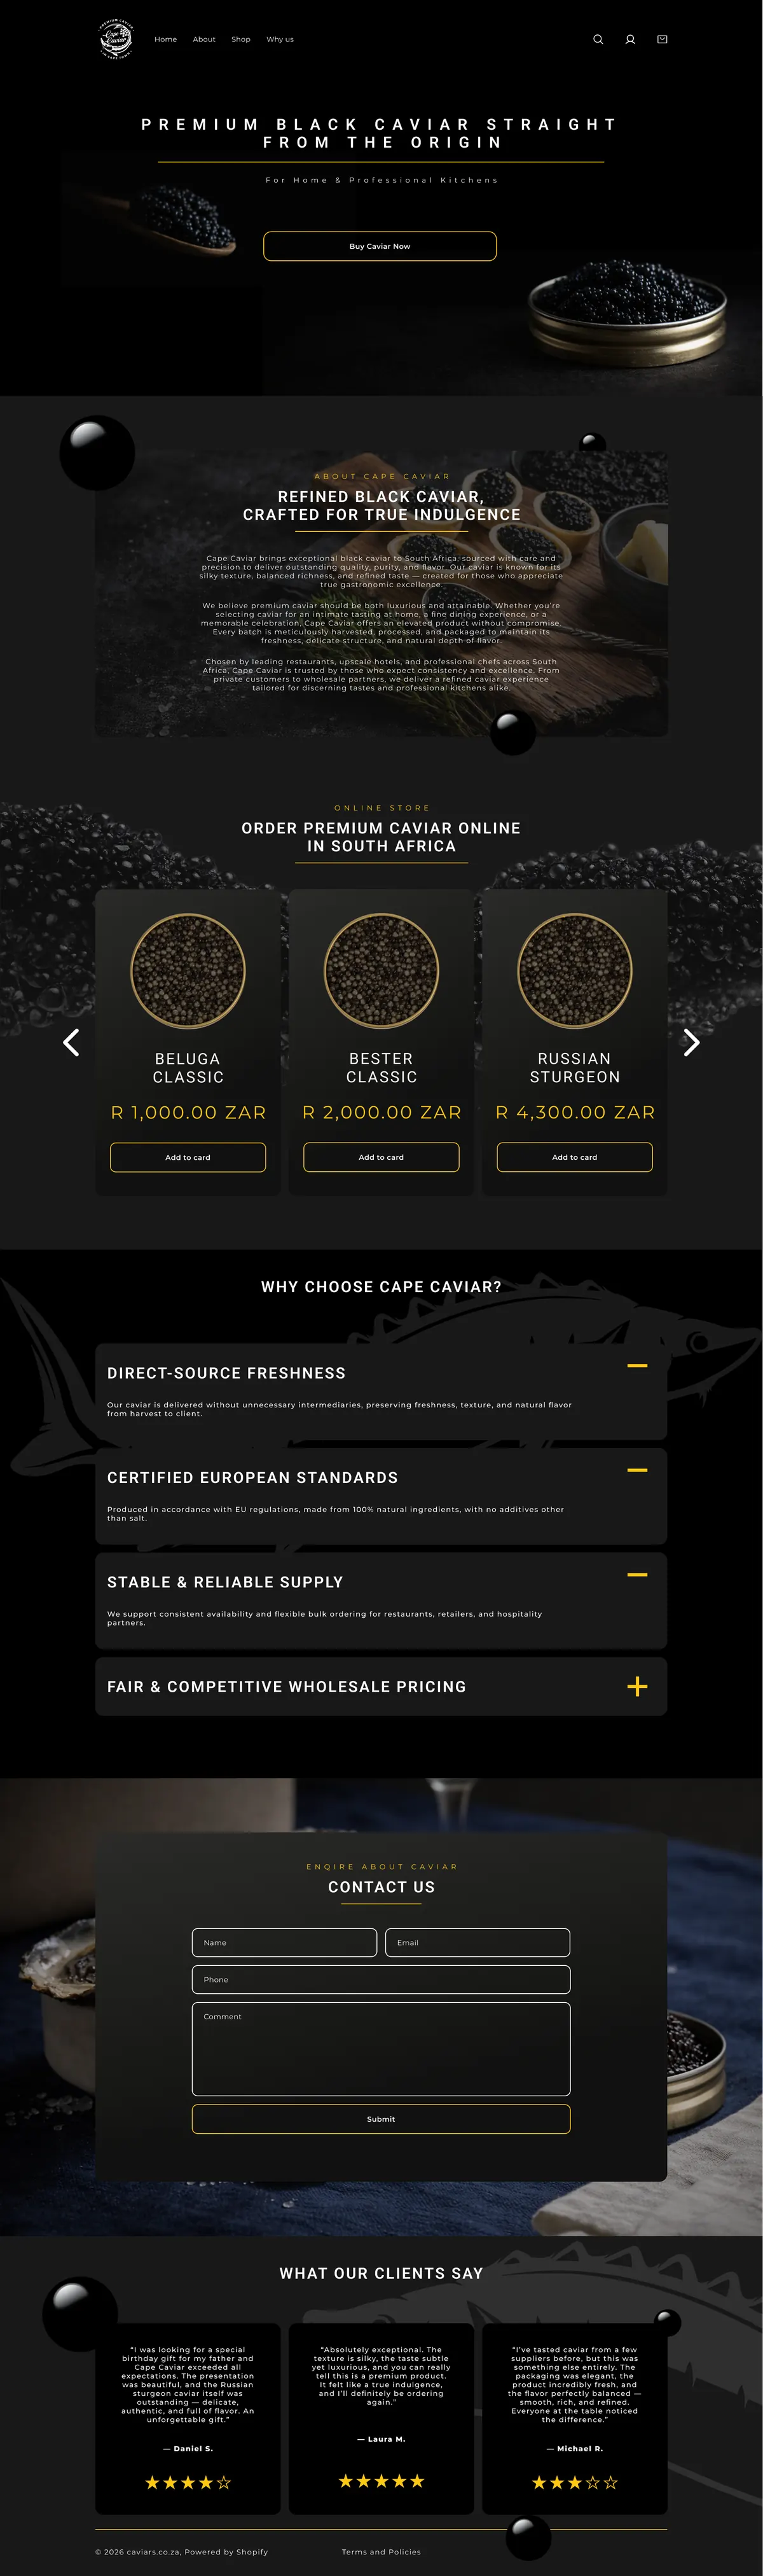 PREMIUM CAVIAR
Cape
Caviar
IN CAPE TOWN
Home
About
Shop
Why us
PREMIUM BLACK CAVIAR STRAIGHT
FROM THE ORIGIN
For Home & Professional Kitchens
Buy Caviar Now
ABOUT CAPE CAVIAR
REFINED BLACK CAVIAR,
CRAFTED FOR TRUE INDULGENCE
Cape Caviar brings exceptional black caviar to South Africa, sourced with care and
precision to deliver outstanding quality, purity, and flavor. Our caviar is known for its
silky texture, balanced richness, and refined taste — created for those who appreciate
true gastronomic excellence.
We believe premium caviar should be both luxurious and attainable. Whether you're
selecting caviar for an intimate tasting at home, a fine dining experience, or a
memorable celebration, Cape Caviar offers an elevated product without compromise.
Every batch is meticulously harvested, processed, and packaged to maintain its
freshness, delicate structure, and natural depth of flavor.
Chosen by leading restaurants, upscale hotels, and professional chefs across South
Africa, Cape Caviar is trusted by those who expect consistency and excellence. From
private customers to wholesale partners, we deliver a refined caviar experience
tailored for discerning tastes and professional kitchens alike.
ONLINE STORE
ORDER PREMIUM CAVIAR ONLINE
IN SOUTH AFRICA
BELUGA
CLASSIC
R 1,000.00 ZAR
Add to card
BESTER
CLASSIC
R 2,000.00 ZAR
Add to card
RUSSIAN
STURGEON
R 4,300.00 ZAR
Add to card
WHY CHOOSE CAPE CAVIAR?
DIRECT-SOURCE FRESHNESS
Our caviar is delivered without unnecessary intermediaries, preserving freshness, texture, and natural flavor
from harvest to client.
CERTIFIED EUROPEAN STANDARDS
Produced in accordance with EU regulations, made from 100% natural ingredients, with no additives other
than salt.
STABLE & RELIABLE SUPPLY
We support consistent availability and flexible bulk ordering for restaurants, retailers, and hospitality
partners.
FAIR & COMPETITIVE WHOLESALE PRICING
ENQIRE ABOUT CAVIAR
CONTACT US
Name
Email
Phone
Comment
Submit
WHAT OUR CLIENTS SAY
“I was looking for a special
birthday gift for my father and
Cape Caviar exceeded all
expectations. The presentation
was beautiful, and the Russian
sturgeon caviar itself was
outstanding — delicate,
authentic, and full of flavor. An
unforgettable gift.”
— Daniel S.
“Absolutely exceptional. The
texture is silky, the taste subtle
yet luxurious, and you can really
tell this is a premium product.
It felt like a true indulgence,
and I'll definitely be ordering
again.”
— Laura M.
“I've tasted caviar from a few
suppliers before, but this was
something else entirely. The
packaging was elegant, the
product incredibly fresh, and
the flavor perfectly balanced —
smooth, rich, and refined.
Everyone at the table noticed
the difference.”
— Michael R.
© 2026 caviars.co.za, Powered by Shopify
Terms and Policies